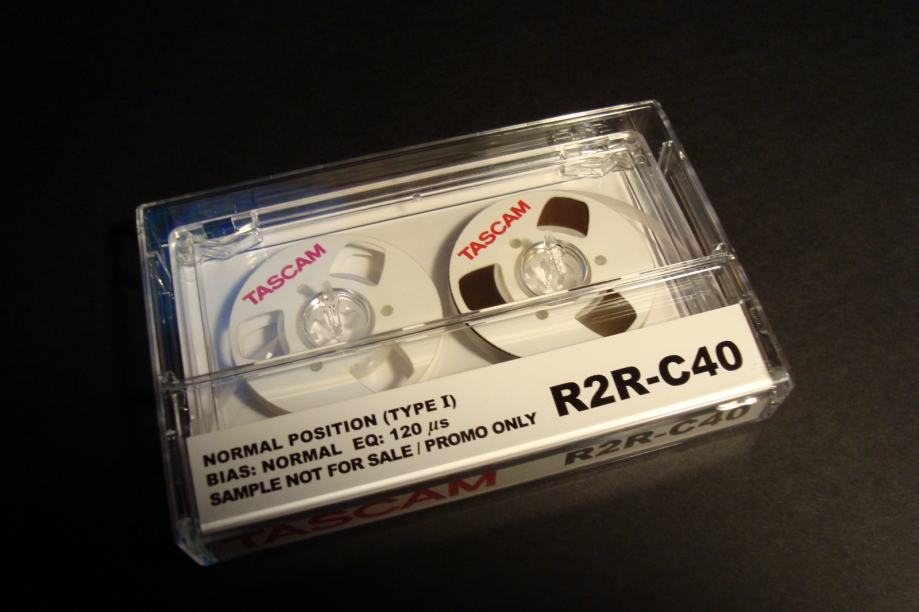 TASCAM
TASCAM
NORMAL POSITION (TYPE I)
BIAS: NORMAL EQ: 120 µs
SAMPLE NOT FOR SALE / PROMO ONLY
R2R-C40
TASCAM
R2R-C40